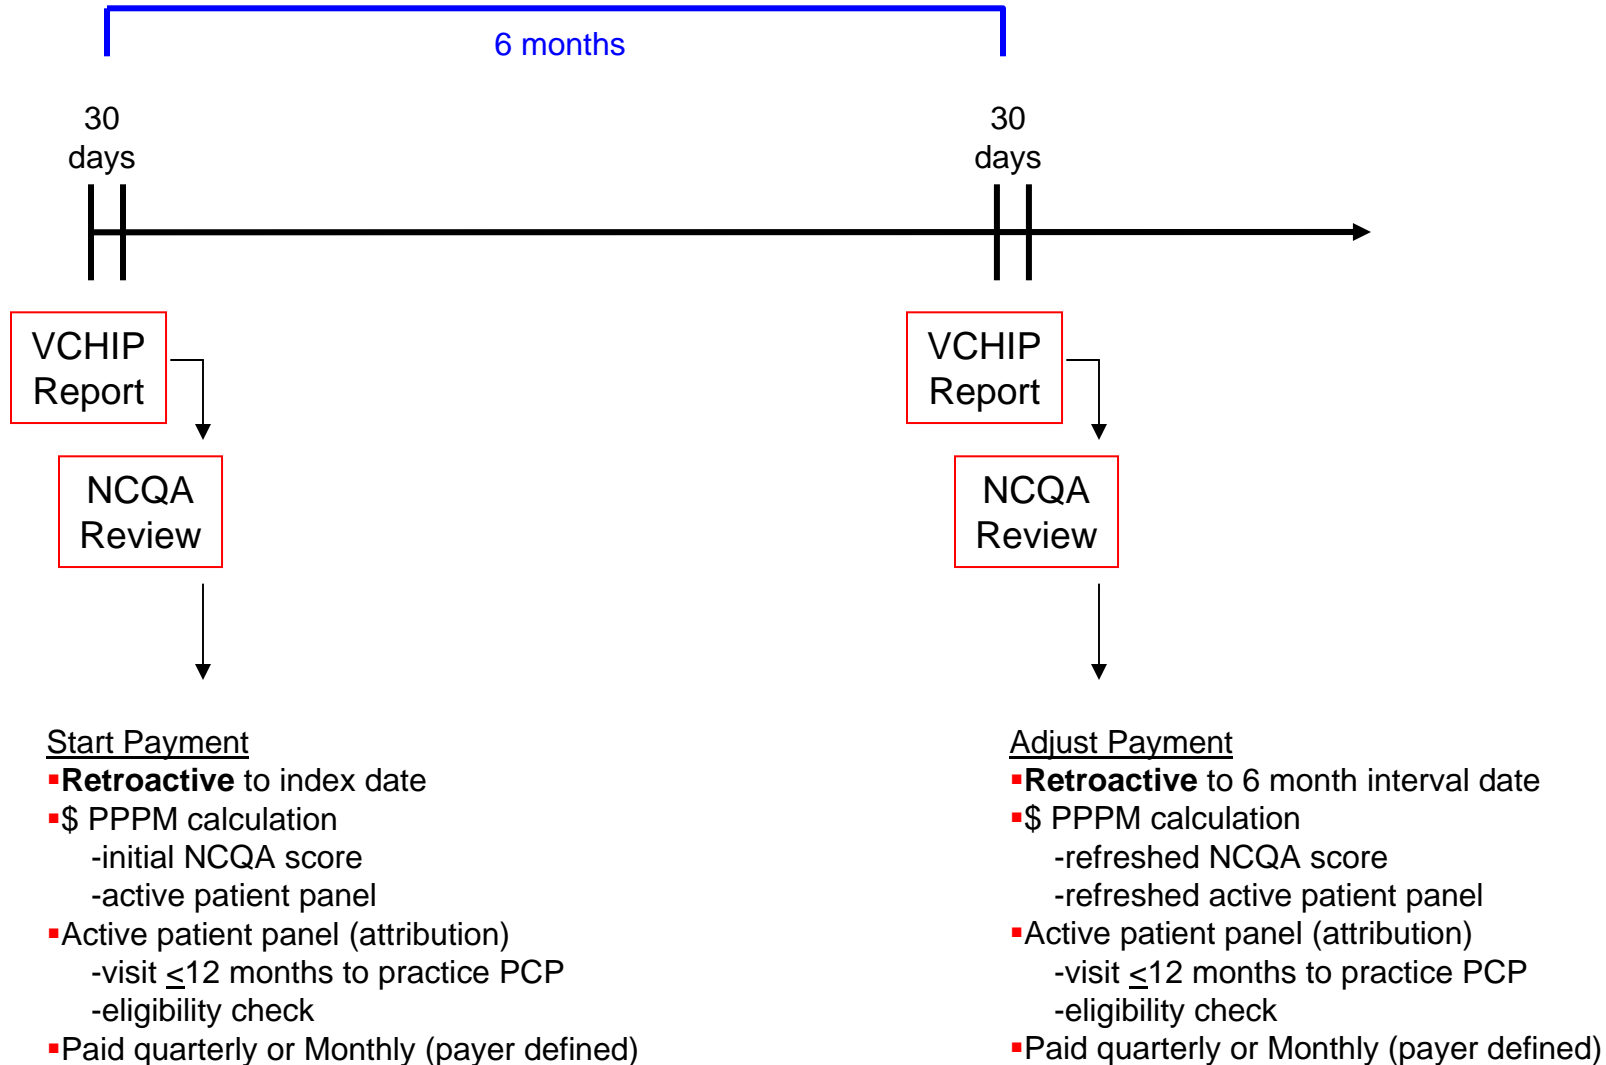 6 months
30
days
30
days
VCHIP
Report
VCHIP
Report
NCQA
Review
NCQA
Review
Start Payment
▪Retroactive to index date
▪$ PPPM calculation
-initial NCQA score
-active patient panel
▪Active patient panel (attribution)
-visit <12 months to practice PCP
-eligibility check
▪Paid quarterly or Monthly (payer defined)
Adjust Payment
▪Retroactive to 6 month interval date
▪$ PPPM calculation
-refreshed NCQA score
-refreshed active patient panel
▪Active patient panel (attribution)
-visit <12 months to practice PCP
-eligibility check
▪Paid quarterly or Monthly (payer defined)